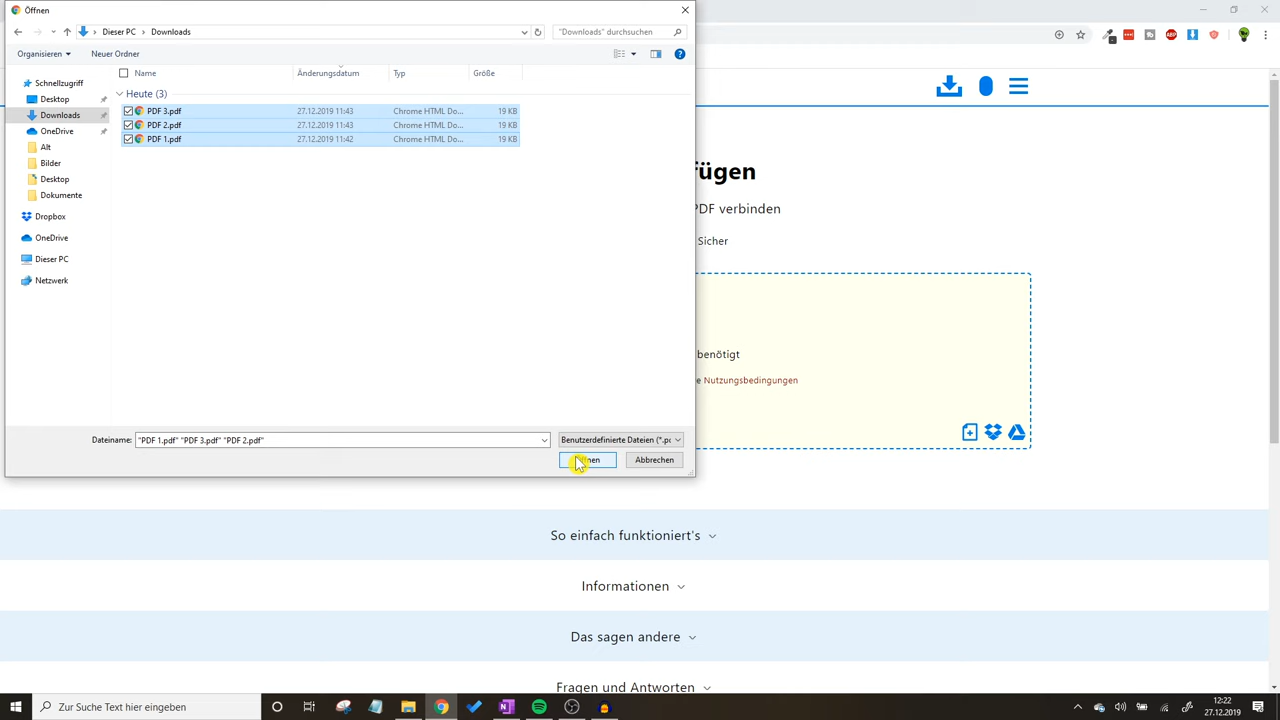 Öffnen
Dieser PC > Downloads
"Downloads" durchsuchen
Organisieren
Neuer Ordner
Name
Änderungsdatum
Typ
Größe
Schnellzugriff
Desktop
Downloads
OneDrive
Alt
Bilder
Desktop
Dokumente
Dropbox
OneDrive
Dieser PC
Netzwerk
Heute (3)
PDF 3.pdf 27.12.2019 11:43 Chrome HTML Do... 19 KB
PDF 2.pdf 27.12.2019 11:43 Chrome HTML Do... 19 KB
PDF 1.pdf 27.12.2019 11:42 Chrome HTML Do... 19 KB
Dateiname: "PDF 1.pdf" "PDF 3.pdf" "PDF 2.pdf"
Benutzerdefinierte Dateien (*.pc
Abbrechen
ABP
fügen
PDF verbinden
Sicher
benötigt
e Nutzungsbedingungen
So einfach funktioniert's
Informationen
Das sagen andere
Fragen und Antworten
Zur Suche Text hier eingeben
12:22
27.12.2019